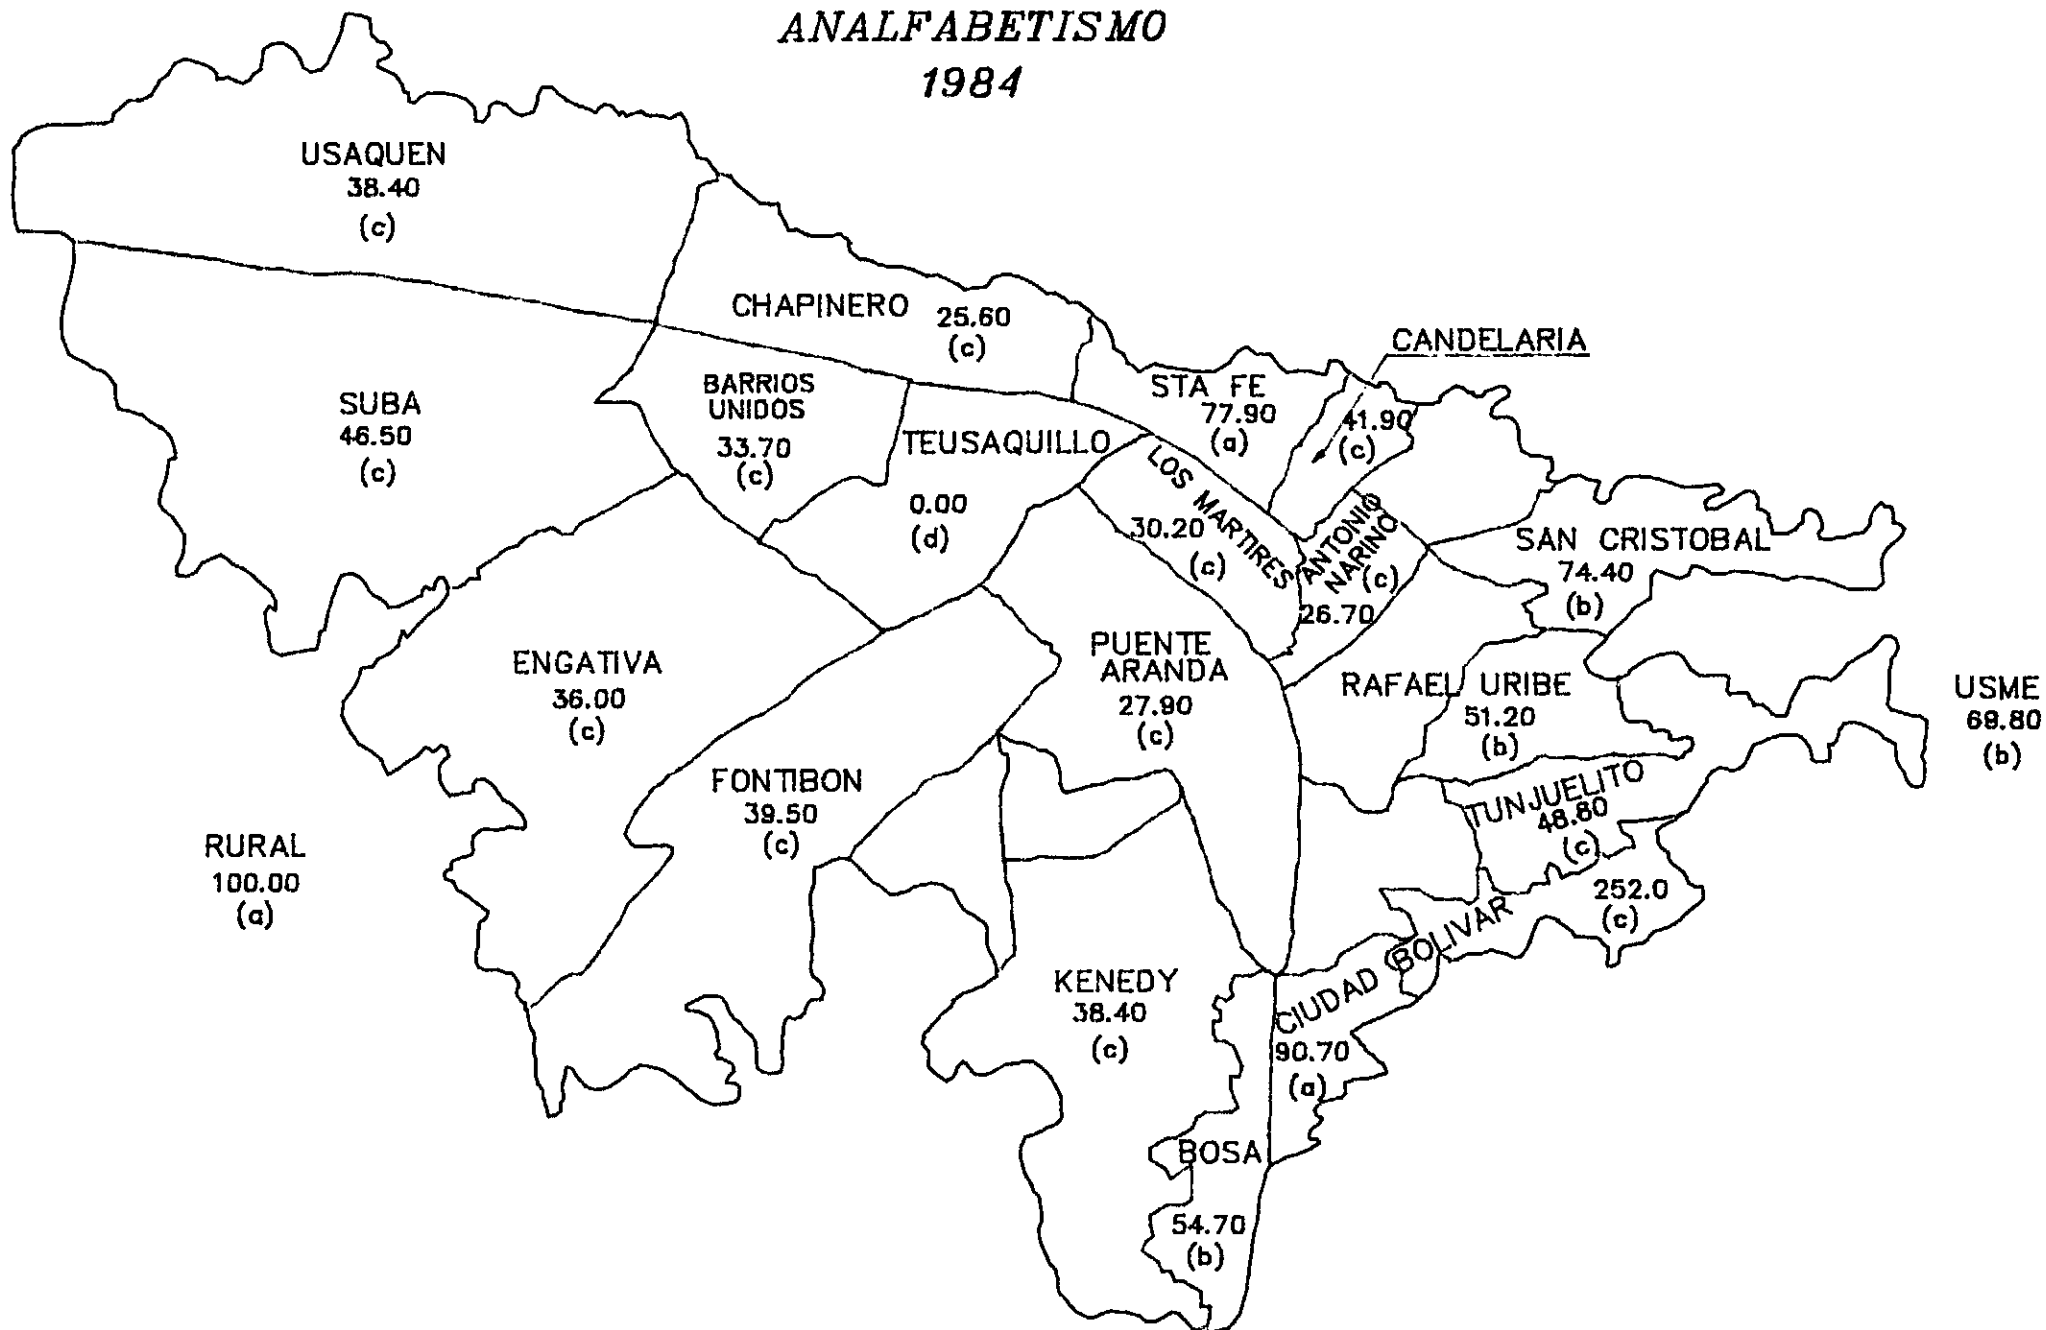 ANALFABETISMO
1984
USAQUEN
38.40
(c)
CHAPINERO
25.60
(c)
CANDELARIA
41.90
(c)
STA FE
77.90
(a)
SUBA
46.50
(c)
BARRIOS
UNIDOS
33.70
(c)
TEUSAQUILLO
0.00
(d)
LOS MARTIRES
30.20
(c)
ANTONIO
NARINO
(c)
26.70
SAN CRISTOBAL
74.40
(b)
ENGATIVA
36.00
(c)
PUENTE
ARANDA
27.90
(c)
RAFAEL URIBE
51.20
(b)
USME
69.80
(b)
FONTIBON
39.50
(c)
TUNJUELITO
48.80
(c)
RURAL
100.00
(a)
252.0
(c)
KENEDY
38.40
(c)
CIUDAD BOLIVAR
90.70
(a)
BOSA
54.70
(b)